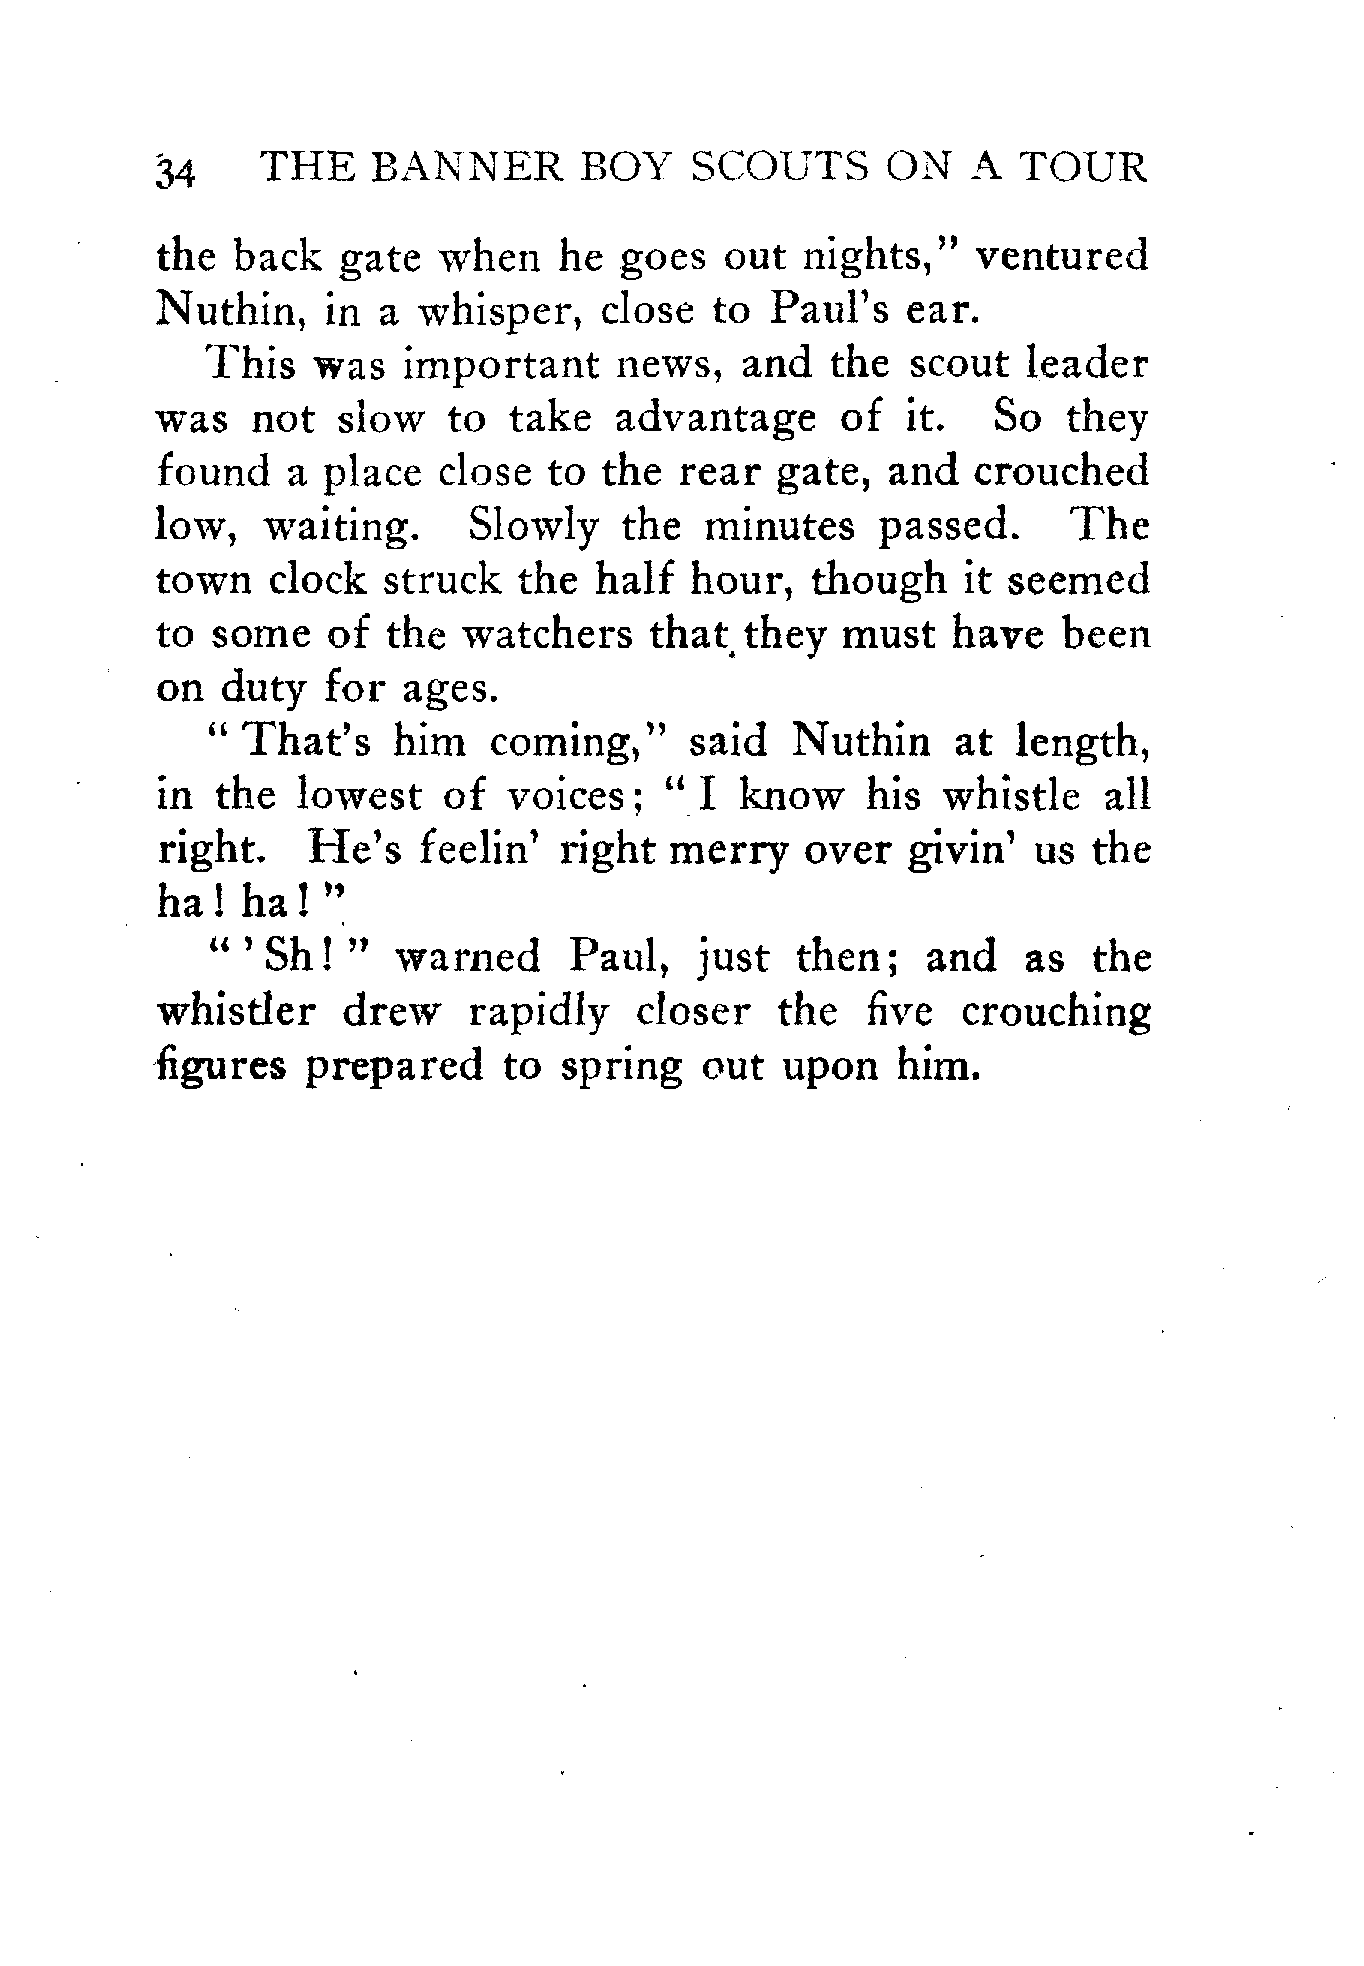 34 THE BANNER BOY SCOUTS ON A TOUR
the back gate when he goes out nights,” ventured
Nuthin, in a whisper, close to Paul’s ear.
This was important news, and the scout leader
was not slow to take advantage of it. So they
found a place close to the rear gate, and crouched
low, waiting. Slowly the minutes passed. The
town clock struck the half hour, though it seemed
to some of the watchers that they must have been
on duty for ages.
“ That’s him coming,” said Nuthin at length,
in the lowest of voices; “ I know his whistle all
right. He’s feelin’ right merry over givin’ us the
ha! ha! ”
“ ’Sh! ” warned Paul, just then; and as the
whistler drew rapidly closer the five crouching
figures prepared to spring out upon him.